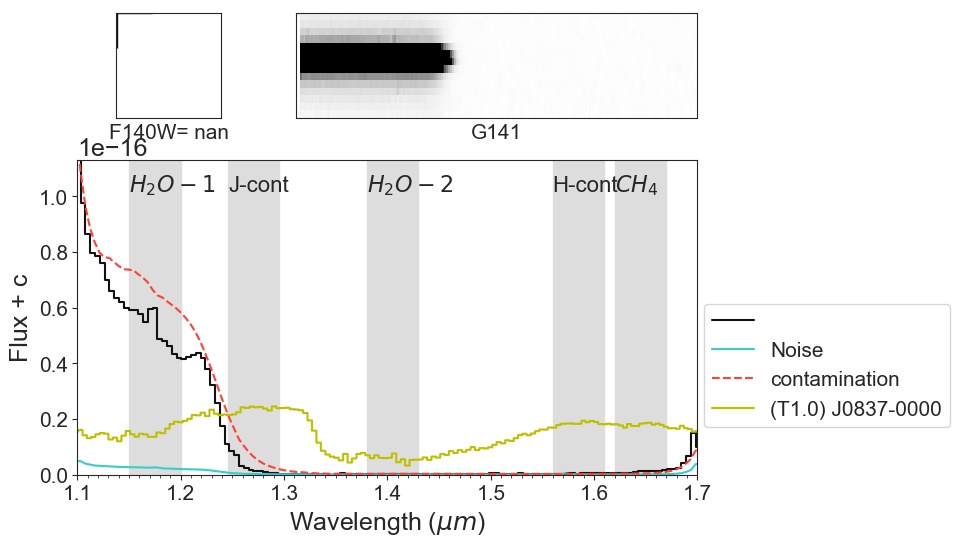 F140W= nan
G141
1e−16
H₂O − 1 J-cont H₂O − 2 H-cont CH₄
1.0
0.8
0.6
0.4
0.2
0.0
Flux + c
1.1 1.2 1.3 1.4 1.5 1.6 1.7
Wavelength (μm)
Noise
contamination
(T1.0) J0837-0000